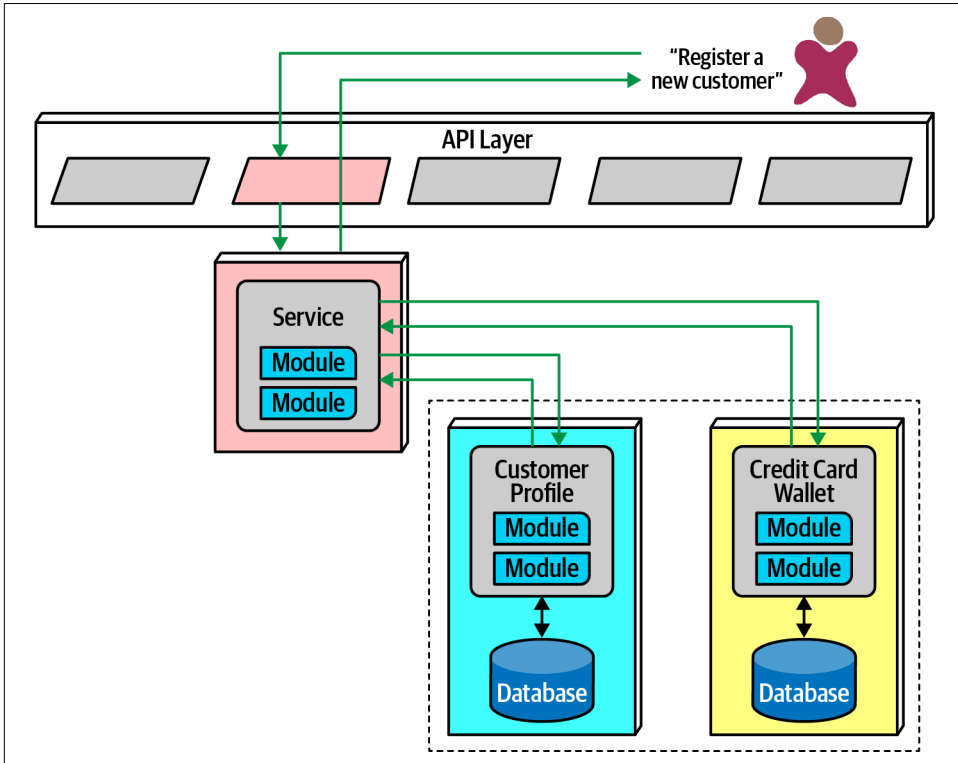 “Register a
new customer”
API Layer
Service
Module
Module
Customer
Profile
Module
Module
Database
Credit Card
Wallet
Module
Module
Database